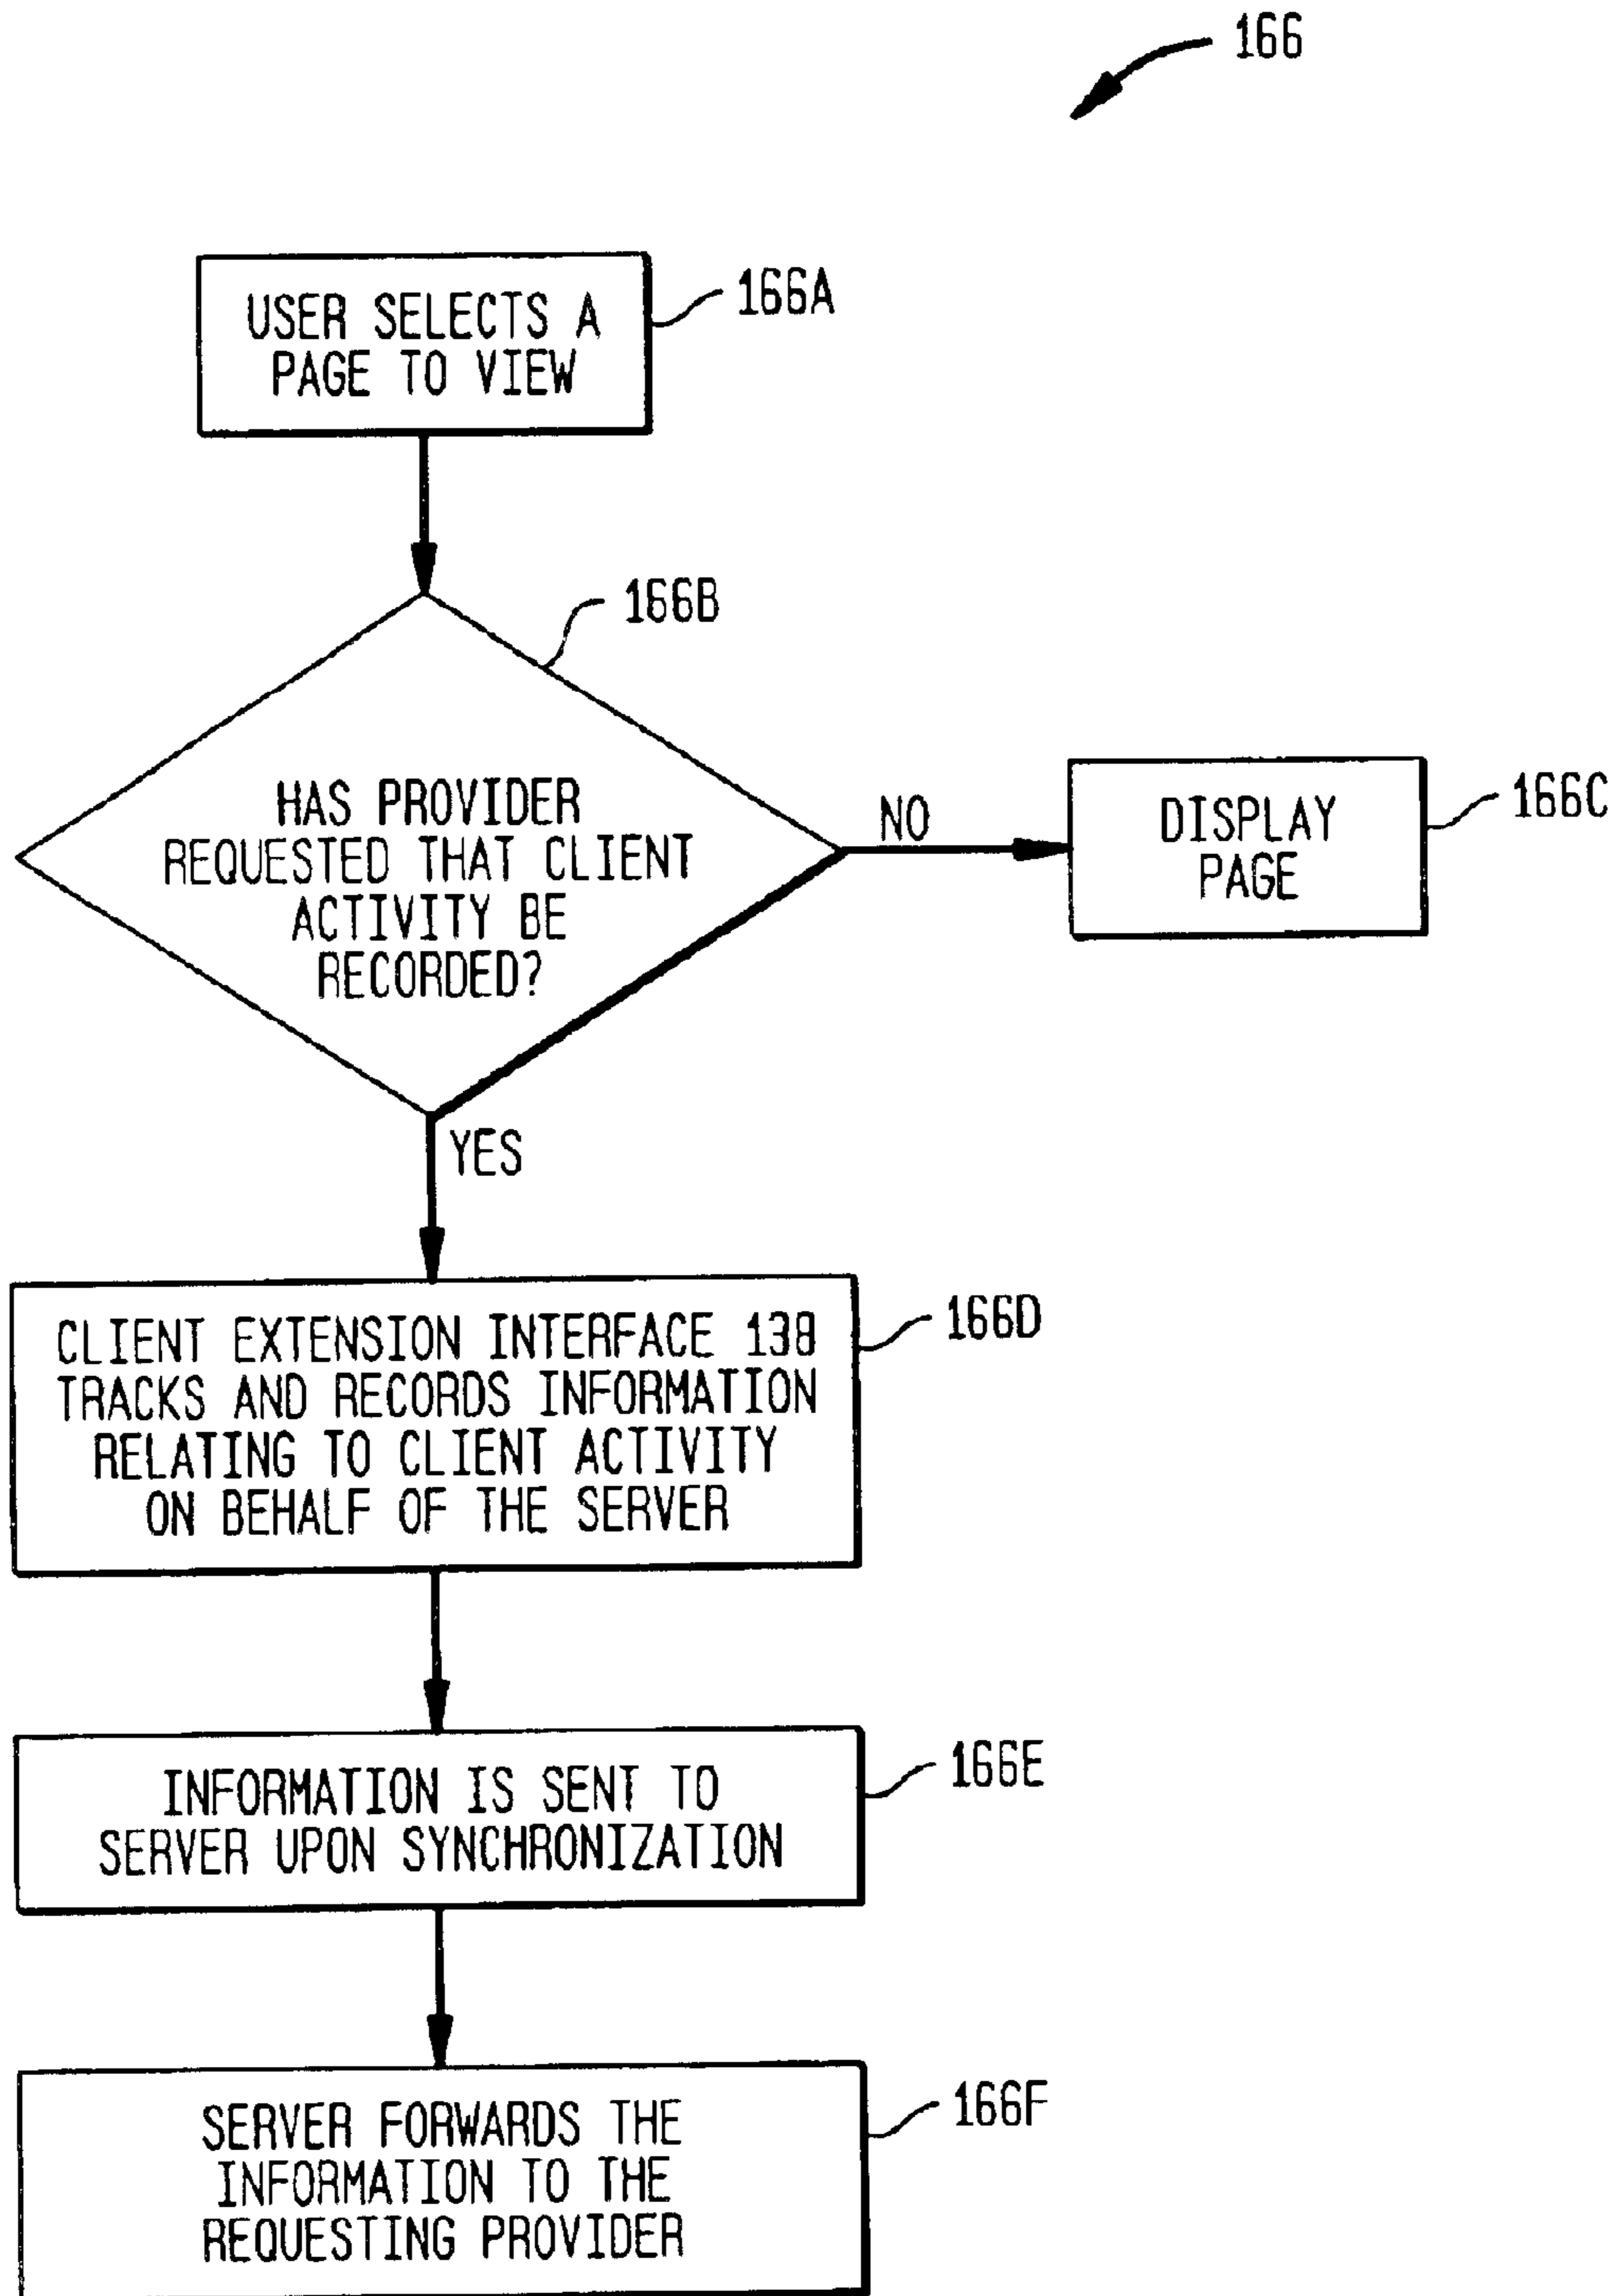 166
USER SELECTS A
PAGE TO VIEW
166A
166B
HAS PROVIDER
REQUESTED THAT CLIENT
ACTIVITY BE
RECORDED?
NO
DISPLAY
PAGE
166C
YES
CLIENT EXTENSION INTERFACE 138
TRACKS AND RECORDS INFORMATION
RELATING TO CLIENT ACTIVITY
ON BEHALF OF THE SERVER
166D
INFORMATION IS SENT TO
SERVER UPON SYNCHRONIZATION
166E
SERVER FORWARDS THE
INFORMATION TO THE
REQUESTING PROVIDER
166F